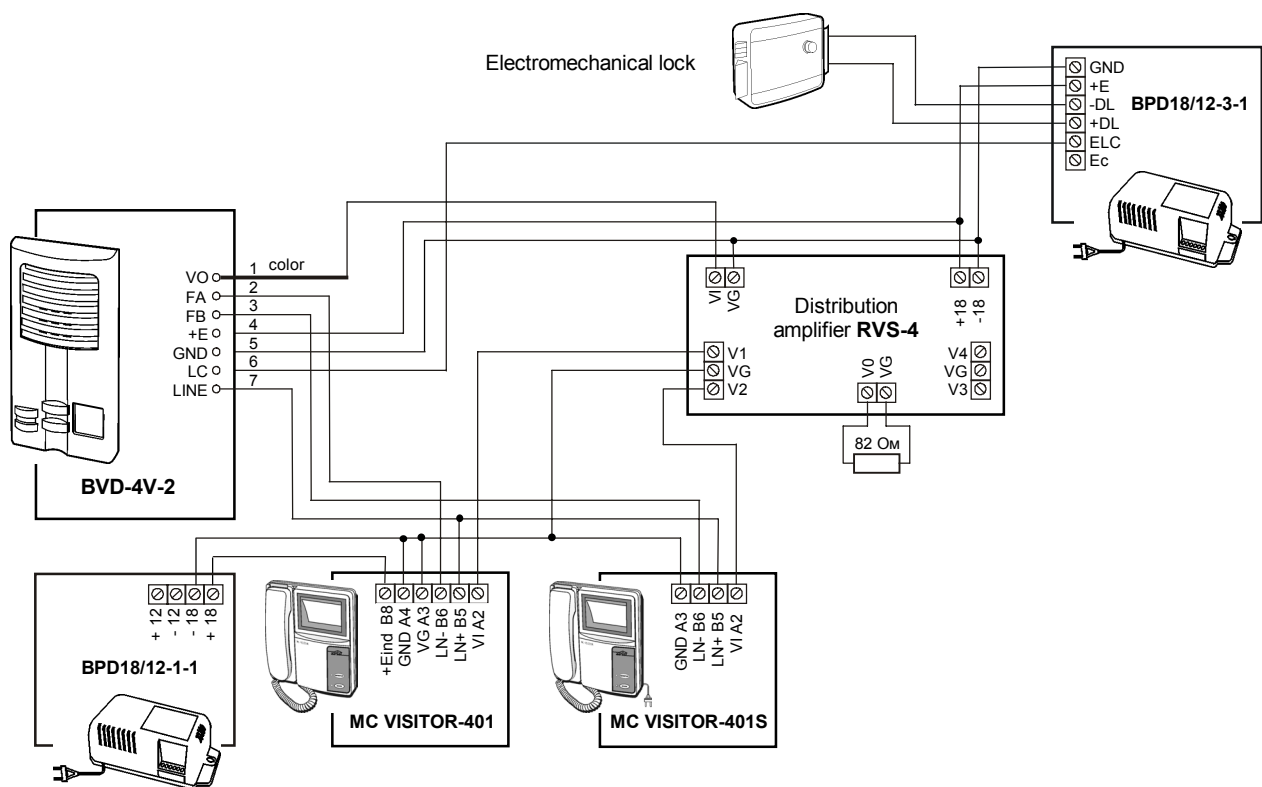 Electromechanical lock
GND
+E
-DL
+DL
ELC
Ec
BPD18/12-3-1
VO
FA
FB
+E
GND
LC
LINE
1 color
2
3
4
5
6
7
BVD-4V-2
VI
VG
Distribution
amplifier RVS-4
+18
-18
V1
VG
V2
V0
VG
V4
VG
V3
82 Ом
+ 12
- 12
- 18
+ 18
BPD18/12-1-1
+Eind B8
GND A4
VG A3
LN- B6
LN+ B5
VI A2
MC VISITOR-401
GND A3
LN- B6
LN+ B5
VI A2
MC VISITOR-401S